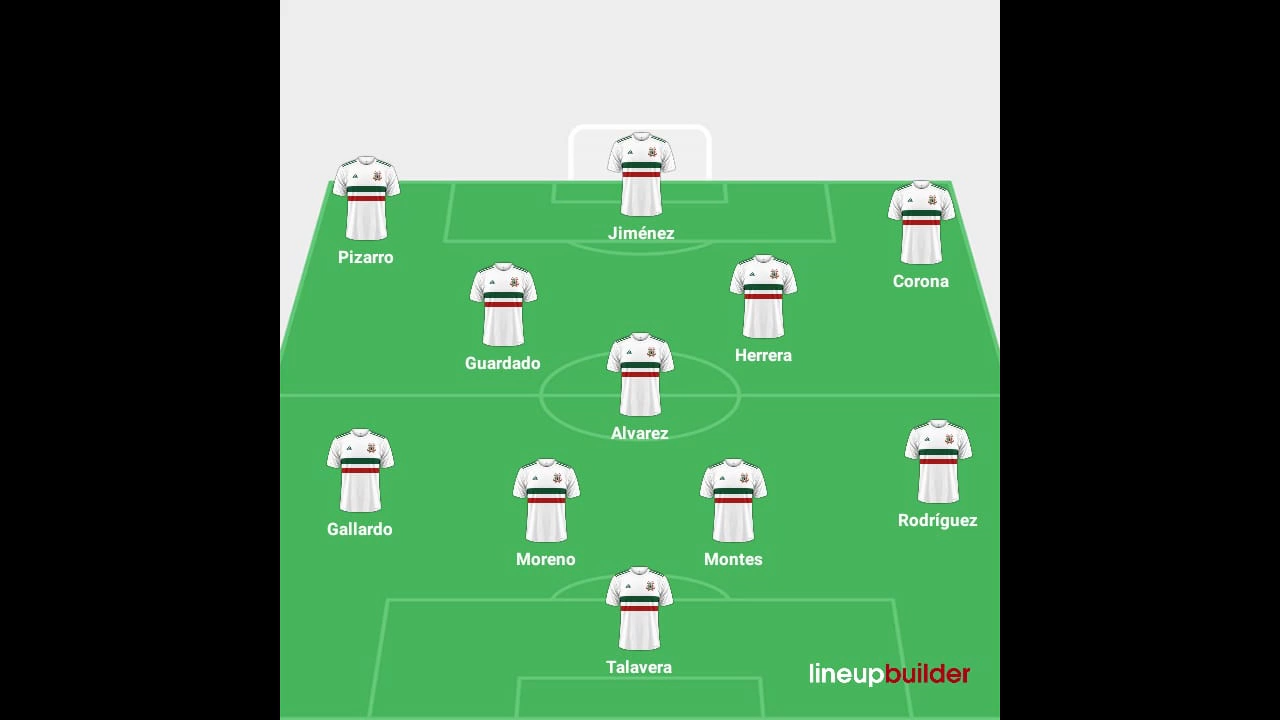 Jiménez
Pizarro
Corona
Guardado
Herrera
Alvarez
Gallardo
Rodríguez
Moreno
Montes
Talavera
lineupbuilder